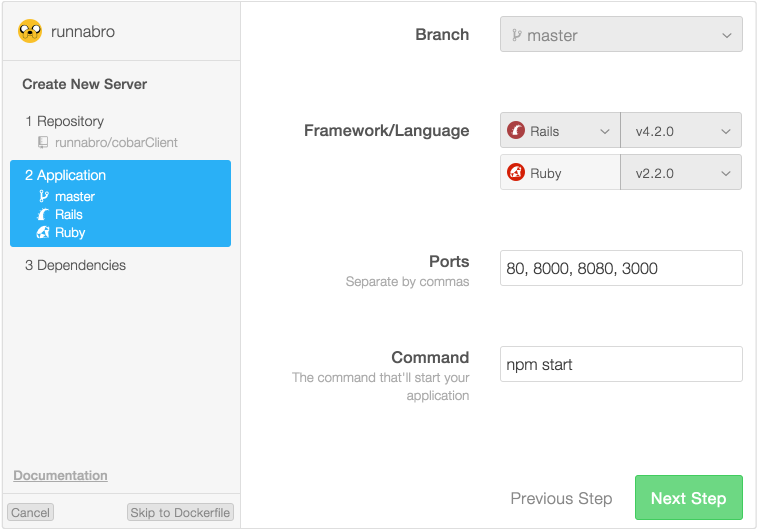 runnabro
Create New Server
1 Repository
runnabro/cobarClient
2 Application
master
Rails
Ruby
3 Dependencies
Documentation
Cancel
Skip to Dockerfile
Branch
master
Framework/Language
Rails
v4.2.0
Ruby
v2.2.0
Ports
Separate by commas
80, 8000, 8080, 3000
Command
The command that'll start your
application
npm start
Previous Step
Next Step